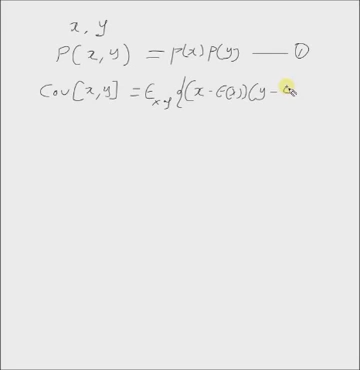 x, y
P(x, y) = p(x) p(y) —— ①
Cov[x, y] = E_{x,y} {(x - E(x)) (y -